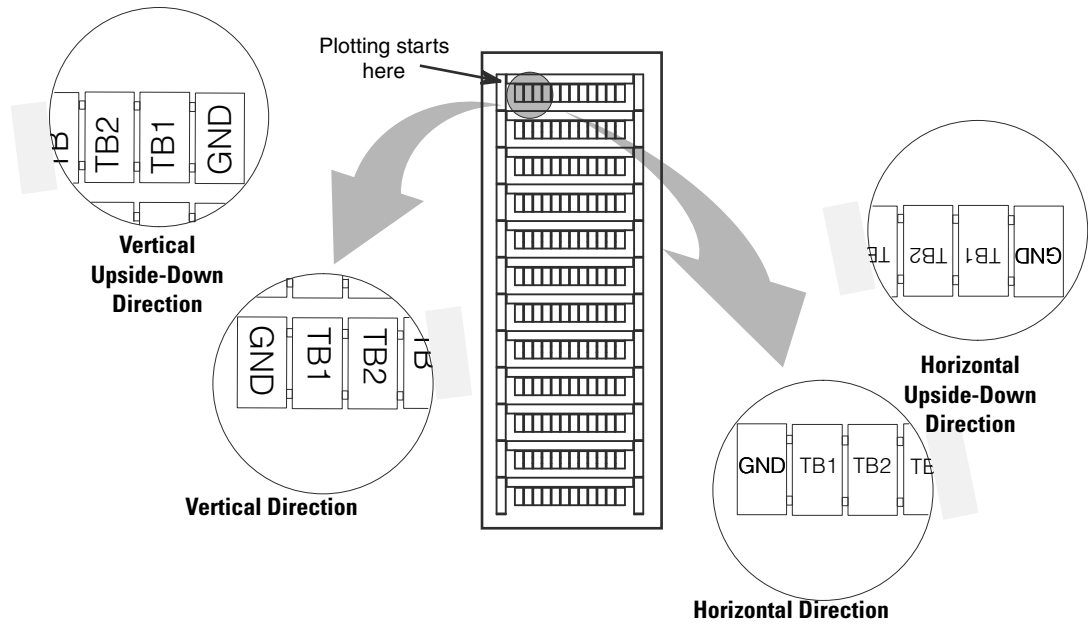 Plotting starts
here
TB
TB2
TB1
GND
Vertical
Upside-Down
Direction
GND
TB1
TB2
TB
Vertical Direction
TE
TB2
TB1
GND
Horizontal
Upside-Down
Direction
GND
TB1
TB2
TE
Horizontal Direction